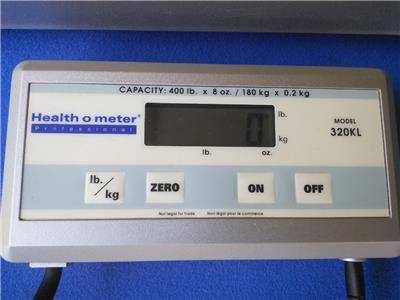 CAPACITY: 400 lb. x 8 oz. / 180 kg x 0.2 kg
Health o meter®
Professional
0
lb.
kg
lb. oz.
MODEL
320KL
lb./kg
ZERO
ON
OFF
Not legal for trade Non légal pour le commerce